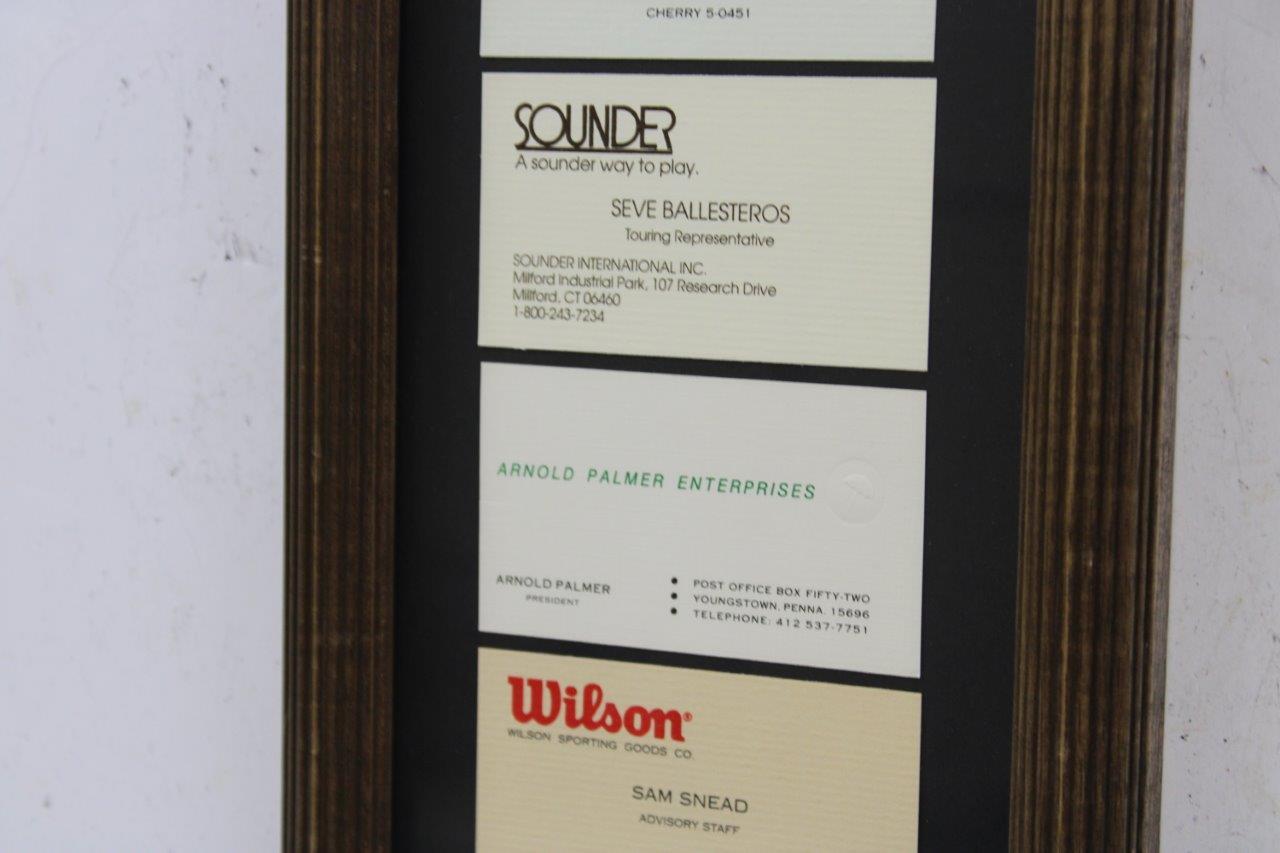 CHERRY 5-0451
SOUNDER
A sounder way to play.
SEVE BALLESTEROS
Touring Representative
SOUNDER INTERNATIONAL INC.
Milford Industrial Park, 107 Research Drive
Milford, CT 06460
1-800-243-7234
ARNOLD PALMER ENTERPRISES
ARNOLD PALMER
PRESIDENT
• POST OFFICE BOX FIFTY-TWO
• YOUNGSTOWN, PENNA. 15696
• TELEPHONE: 412 537-7751
Wilson®
WILSON SPORTING GOODS CO.
SAM SNEAD
ADVISORY STAFF